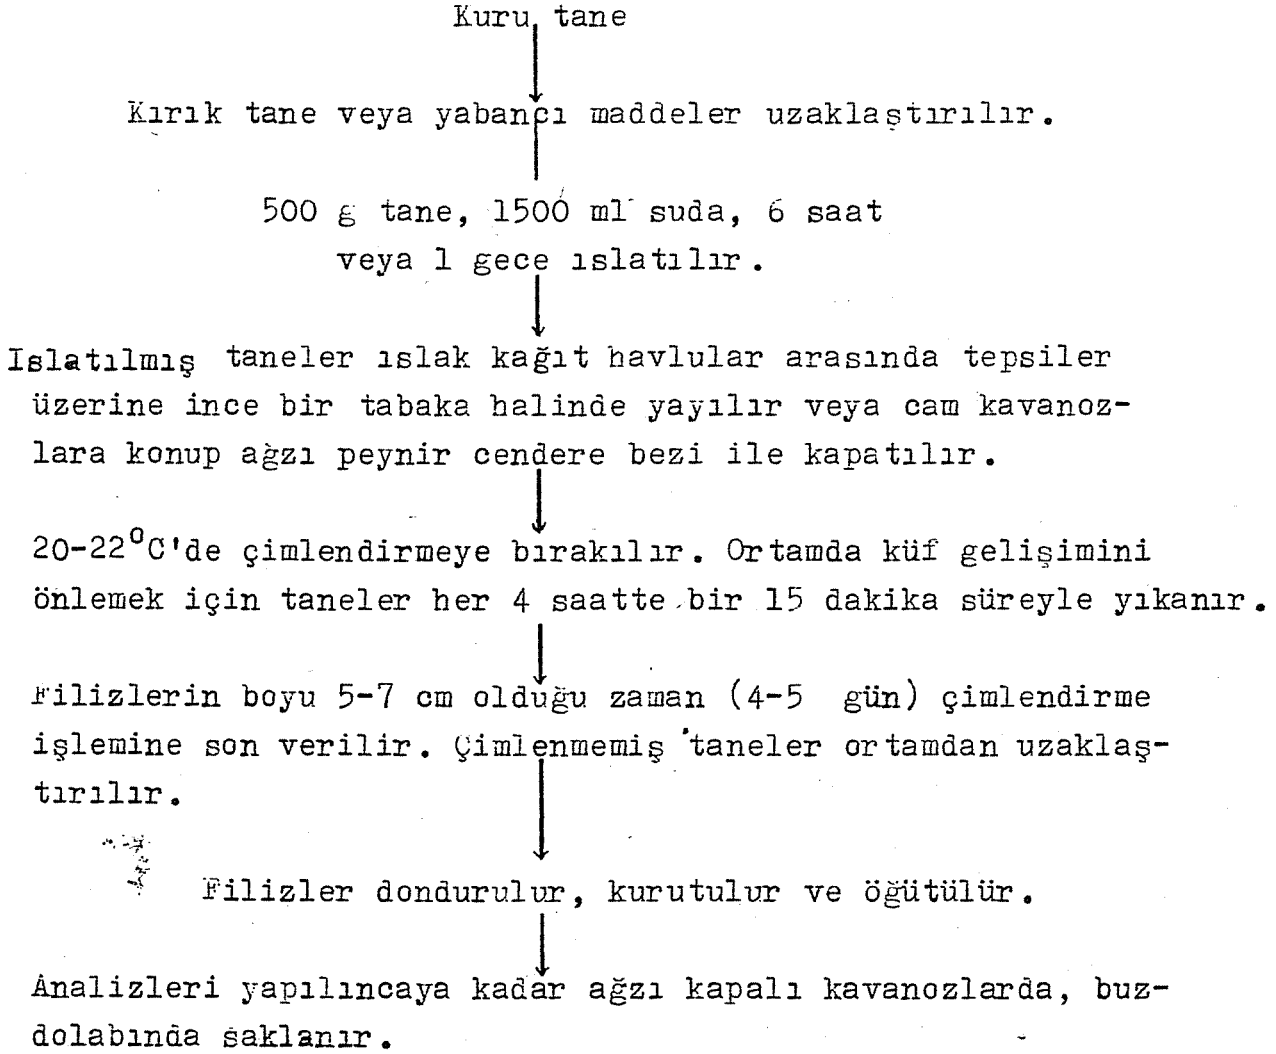 Kuru tane
Kırık tane veya yabancı maddeler uzaklaştırılır.
500 g tane, 1500 ml suda, 6 saat
veya 1 gece ıslatılır.
Islatılmış taneler ıslak kağıt havlular arasında tepsiler
üzerine ince bir tabaka halinde yayılır veya cam kavanoz-
lara konup ağzı peynir cendere bezi ile kapatılır.
20-22°C'de çimlendirmeye bırakılır. Ortamda küf gelişimini
önlemek için taneler her 4 saatte bir 15 dakika süreyle yıkanır.
Filizlerin boyu 5-7 cm olduğu zaman (4-5 gün) çimlendirme
işlemine son verilir. Çimlenmemiş taneler ortamdan uzaklaş-
tırılır.
Filizler dondurulur, kurutulur ve öğütülür.
Analizleri yapılıncaya kadar ağzı kapalı kavanozlarda, buz-
dolabında saklanır.